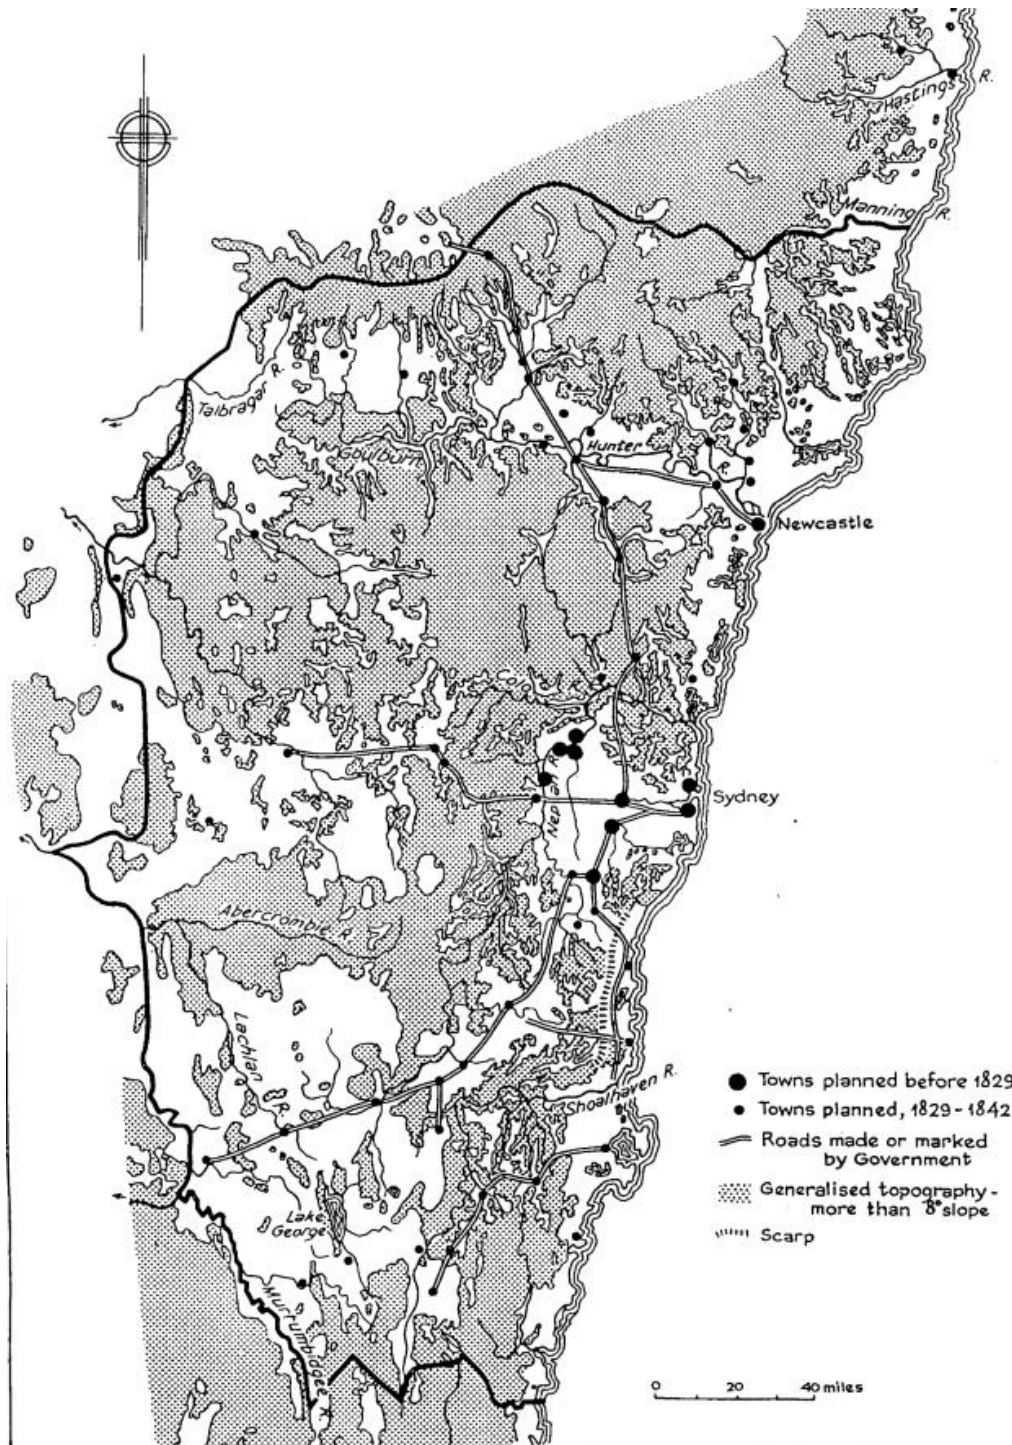 Hastings R.
Manning R.
Talbragar R.
Goulburn
Hunter
R.
Newcastle
Colo
Nepean R.
Sydney
Abercrombie R.
Lachlan
R.
Shoalhaven R.
Lake
George
Murrumbidgee R.
Towns planned before 1829
Towns planned, 1829-1842
Roads made or marked
by Government
Generalised topography -
more than 8° slope
Scarp
0 20 40 miles